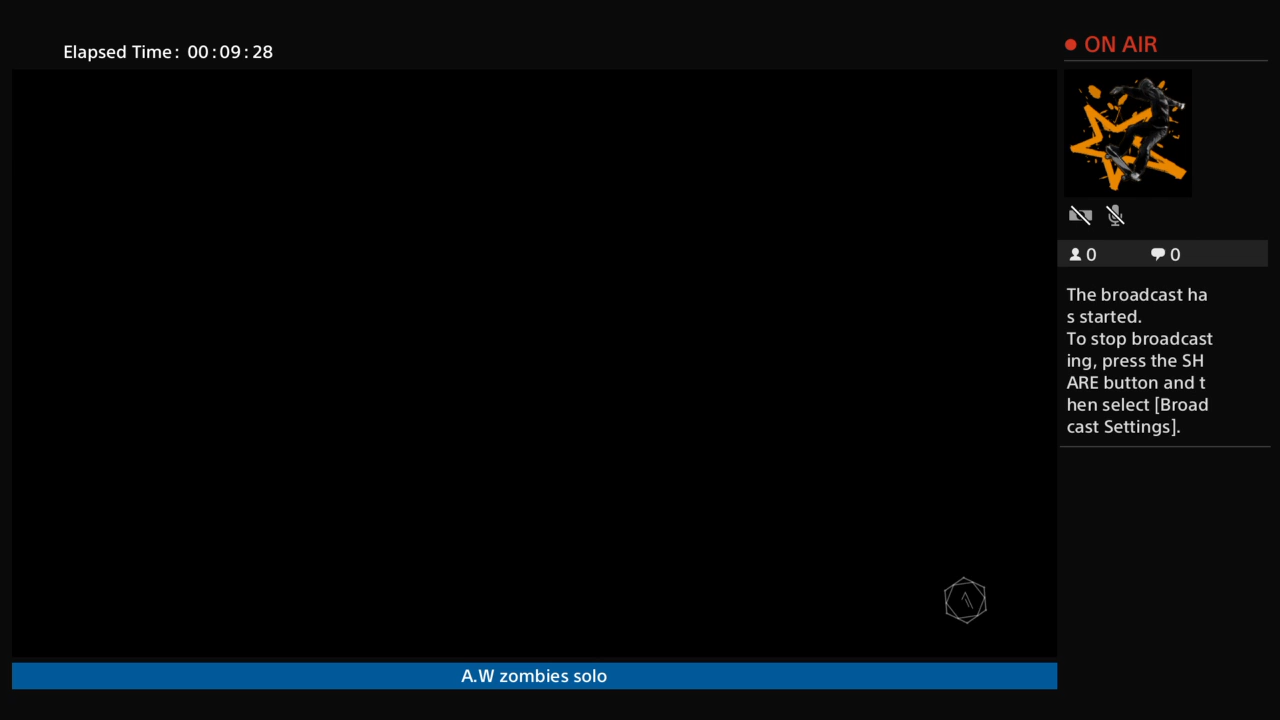 Elapsed Time: 00:09:28
ON AIR
0 0
The broadcast ha
s started.
To stop broadcast
ing, press the SH
ARE button and t
hen select [Broad
cast Settings].
A.W zombies solo